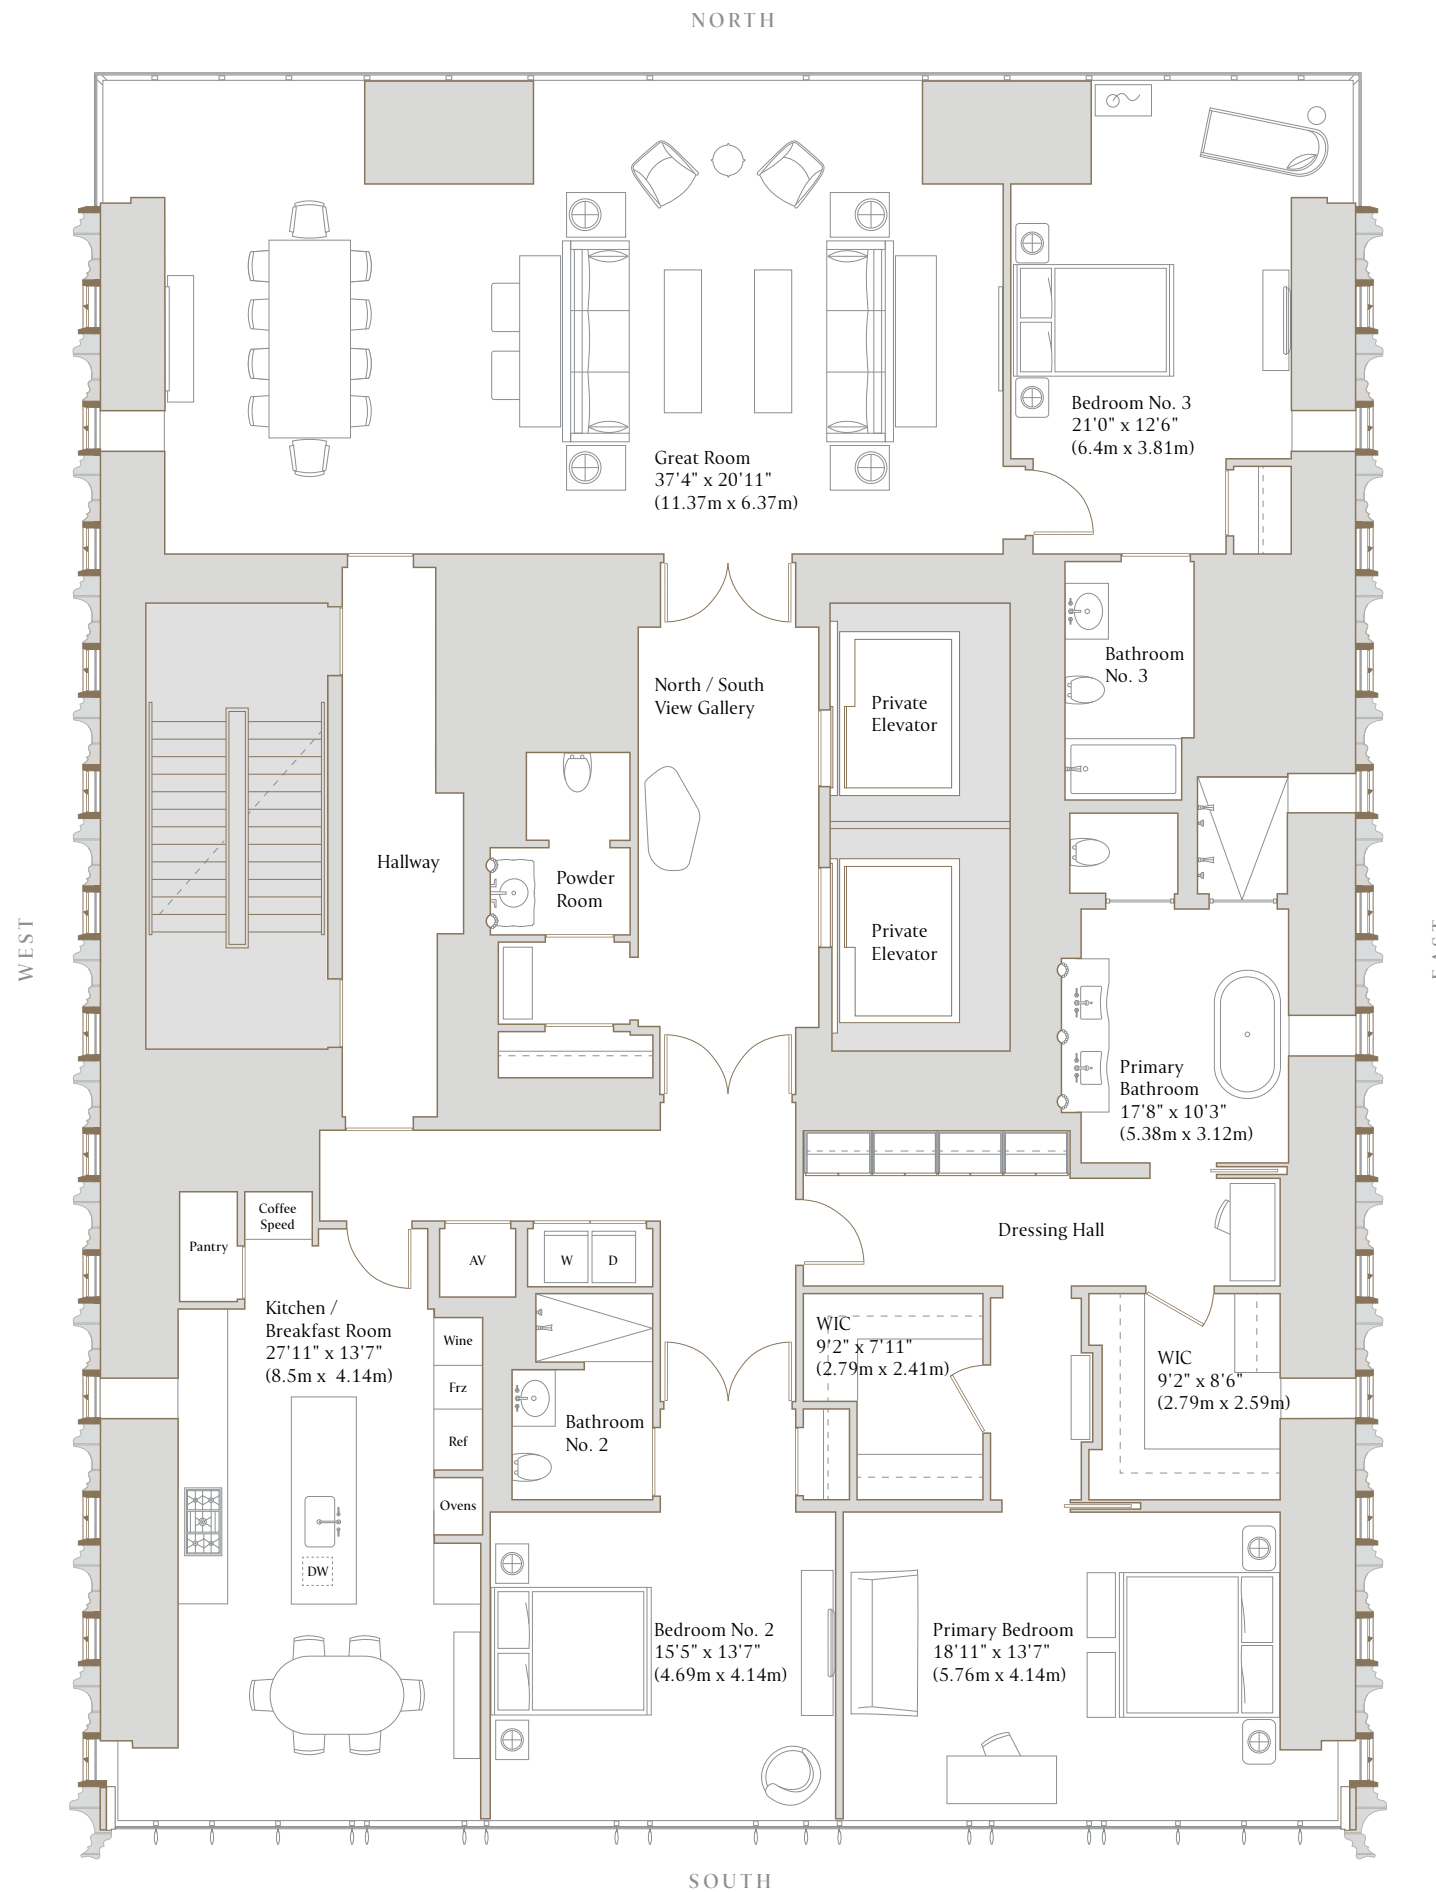 NORTH
Bedroom No. 3
21'0" x 12'6"
(6.4m x 3.81m)
Great Room
37'4" x 20'11"
(11.37m x 6.37m)
North / South
View Gallery
Private
Elevator
Bathroom
No. 3
Hallway
Powder
Room
Private
Elevator
WEST
EAST
Primary
Bathroom
17'8" x 10'3"
(5.38m x 3.12m)
Coffee
Speed
Pantry
AV
W
D
Dressing Hall
Kitchen /
Breakfast Room
27'11" x 13'7"
(8.5m x 4.14m)
Wine
Frz
Ref
Ovens
WIC
9'2" x 7'11"
(2.79m x 2.41m)
WIC
9'2" x 8'6"
(2.79m x 2.59m)
Bathroom
No. 2
DW
Bedroom No. 2
15'5" x 13'7"
(4.69m x 4.14m)
Primary Bedroom
18'11" x 13'7"
(5.76m x 4.14m)
SOUTH